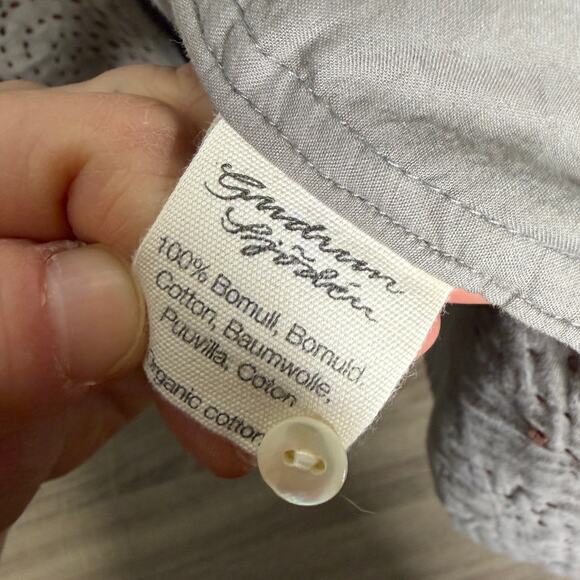 Gudrun
Sjödén
100% Bomull, Bomuld,
Cotton, Baumwolle,
Puuvilla, Coton
Organic cotton